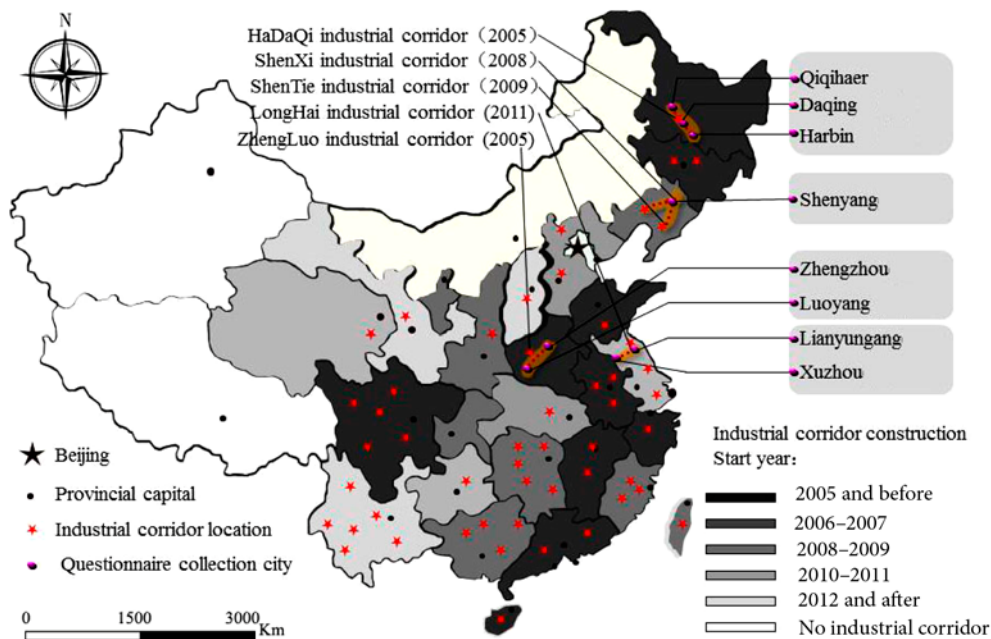 N
HaDaQi industrial corridor（2005）
ShenXi industrial corridor（2008）
ShenTie industrial corridor（2009）
LongHai industrial corridor (2011)
ZhengLuo industrial corridor (2005)
Qiqihaer
Daqing
Harbin
Shenyang
Zhengzhou
Luoyang
Lianyungang
Xuzhou
Beijing
Provincial capital
Industrial corridor location
Questionnaire collection city
0 1500 3000
Km
Industrial corridor construction
Start year：
2005 and before
2006–2007
2008–2009
2010–2011
2012 and after
No industrial corridor